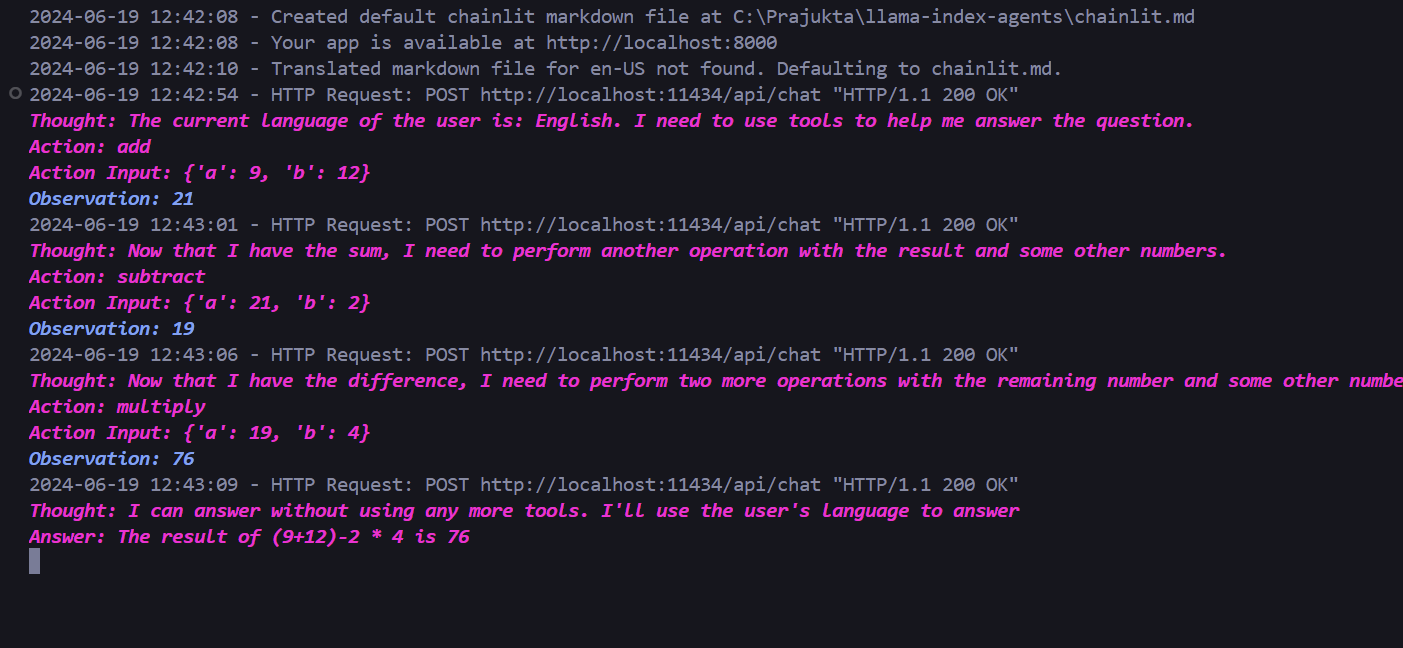 2024-06-19 12:42:08 - Created default chainlit markdown file at C:\Prajukta\llama-index-agents\chainlit.md
2024-06-19 12:42:08 - Your app is available at http://localhost:8000
2024-06-19 12:42:10 - Translated markdown file for en-US not found. Defaulting to chainlit.md.
2024-06-19 12:42:54 - HTTP Request: POST http://localhost:11434/api/chat "HTTP/1.1 200 OK"
Thought: The current language of the user is: English. I need to use tools to help me answer the question.
Action: add
Action Input: {'a': 9, 'b': 12}
Observation: 21
2024-06-19 12:43:01 - HTTP Request: POST http://localhost:11434/api/chat "HTTP/1.1 200 OK"
Thought: Now that I have the sum, I need to perform another operation with the result and some other numbers.
Action: subtract
Action Input: {'a': 21, 'b': 2}
Observation: 19
2024-06-19 12:43:06 - HTTP Request: POST http://localhost:11434/api/chat "HTTP/1.1 200 OK"
Thought: Now that I have the difference, I need to perform two more operations with the remaining number and some other numbe
Action: multiply
Action Input: {'a': 19, 'b': 4}
Observation: 76
2024-06-19 12:43:09 - HTTP Request: POST http://localhost:11434/api/chat "HTTP/1.1 200 OK"
Thought: I can answer without using any more tools. I'll use the user's language to answer
Answer: The result of (9+12)-2 * 4 is 76